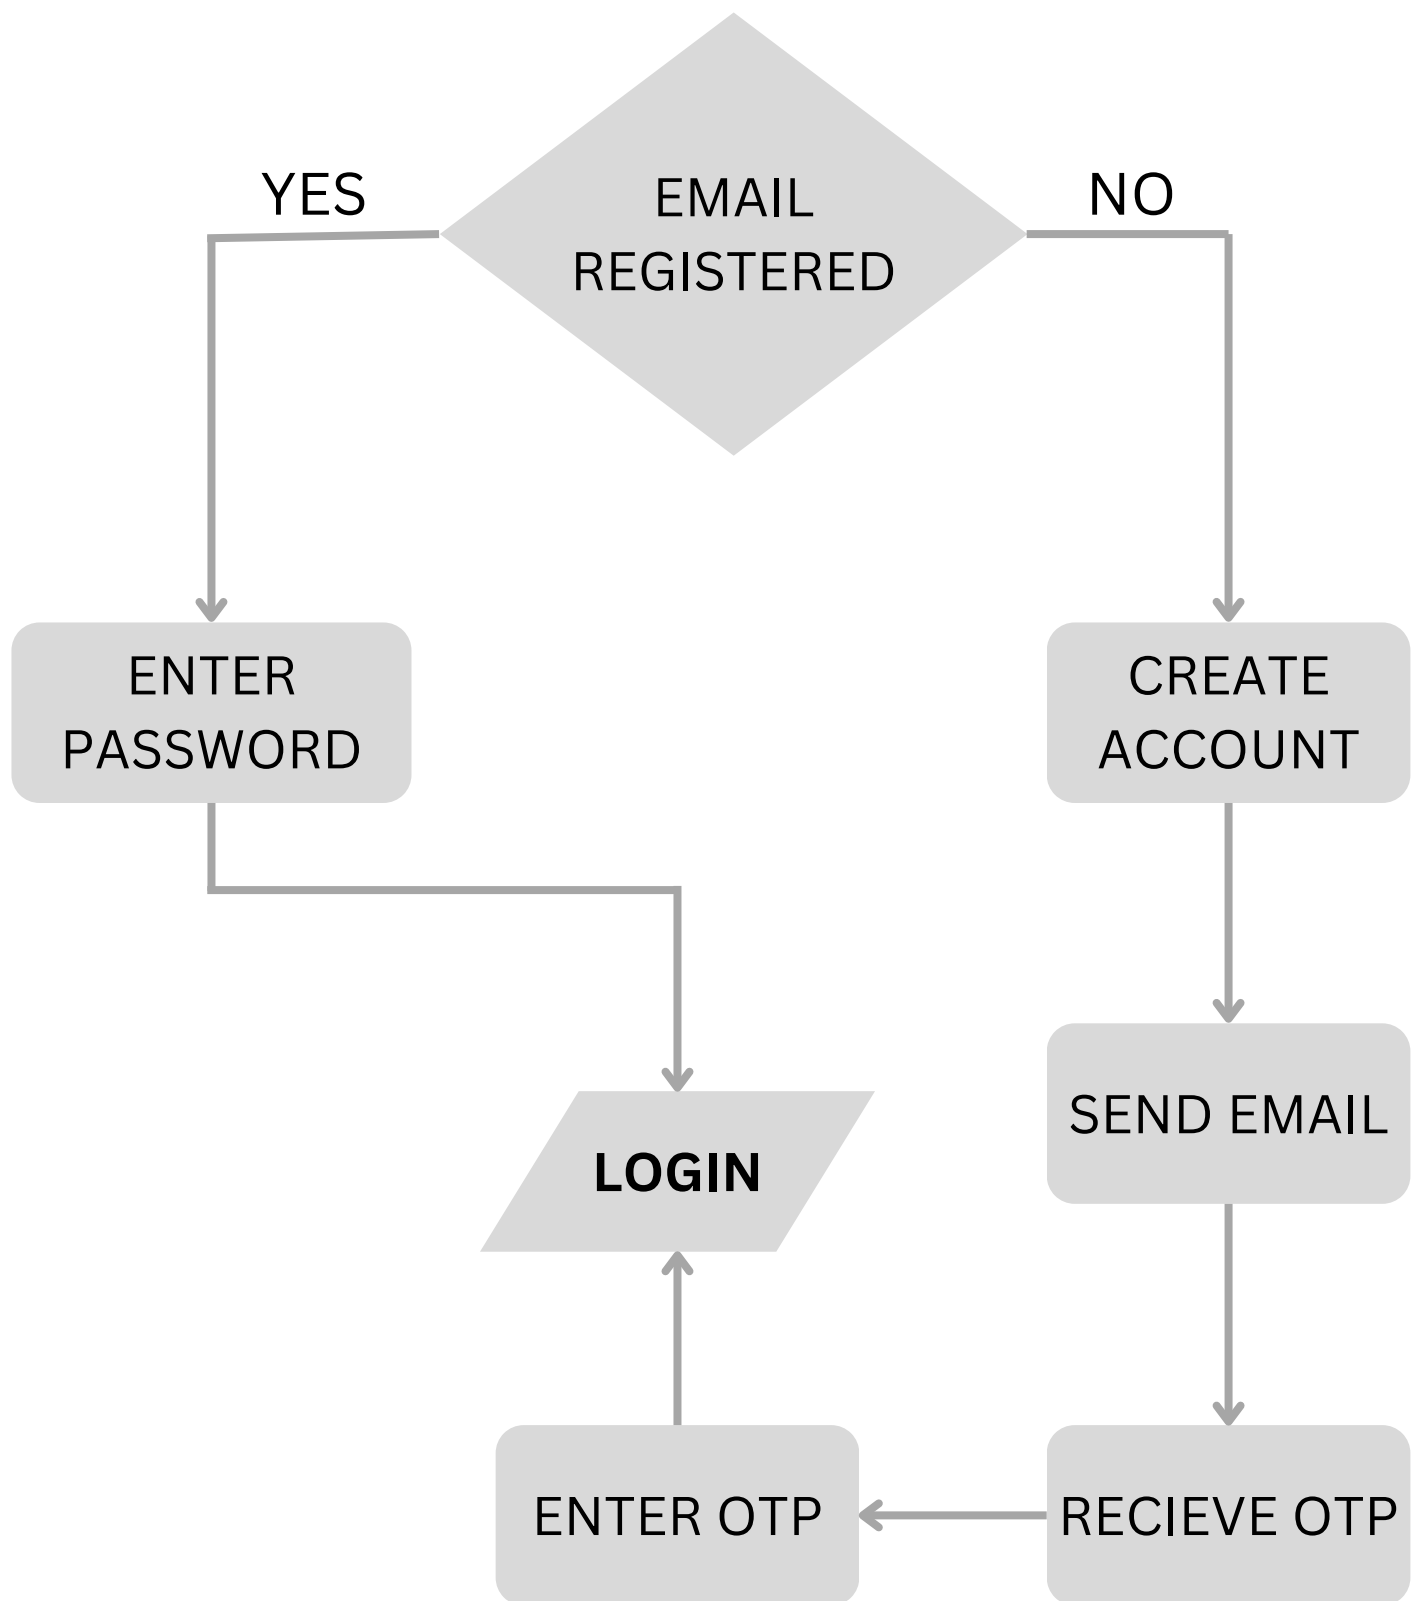 YES
EMAIL
REGISTERED
NO
ENTER
PASSWORD
CREATE
ACCOUNT
SEND EMAIL
LOGIN
ENTER OTP
RECIEVE OTP